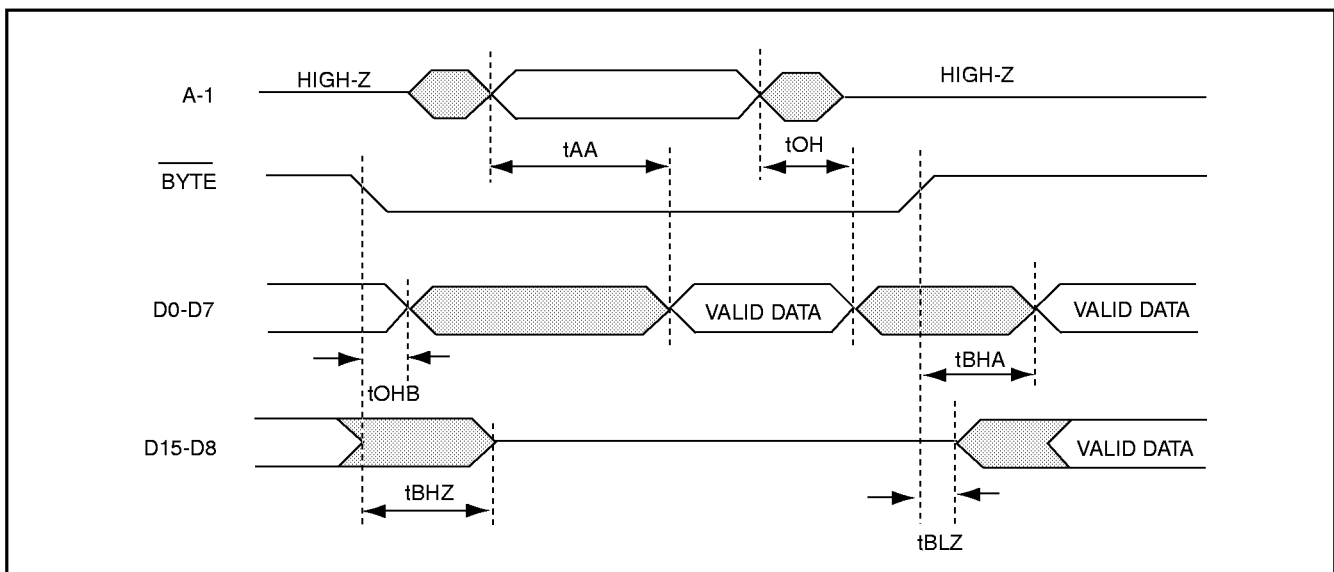 HIGH-Z
HIGH-Z
A-1
tAA
tOH
BYTE
D0-D7
VALID DATA
VALID DATA
tBHA
tOHB
D15-D8
VALID DATA
tBHZ
tBLZ